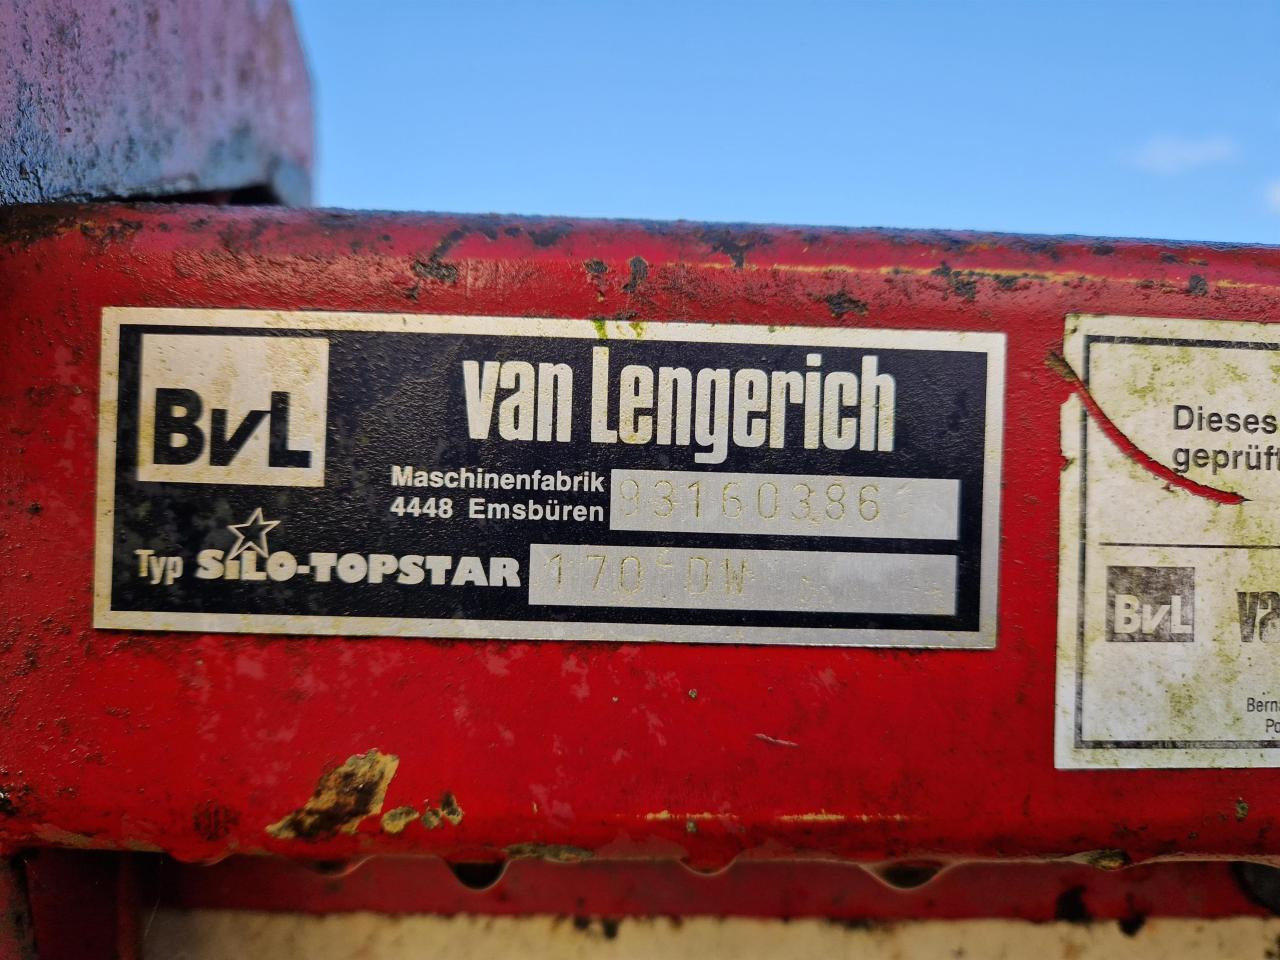 BvL
van Lengerich
Maschinenfabrik
4448 Emsbüren
93160386
Typ SILO-TOPSTAR 170 DW
Dieses
geprüft
BvL